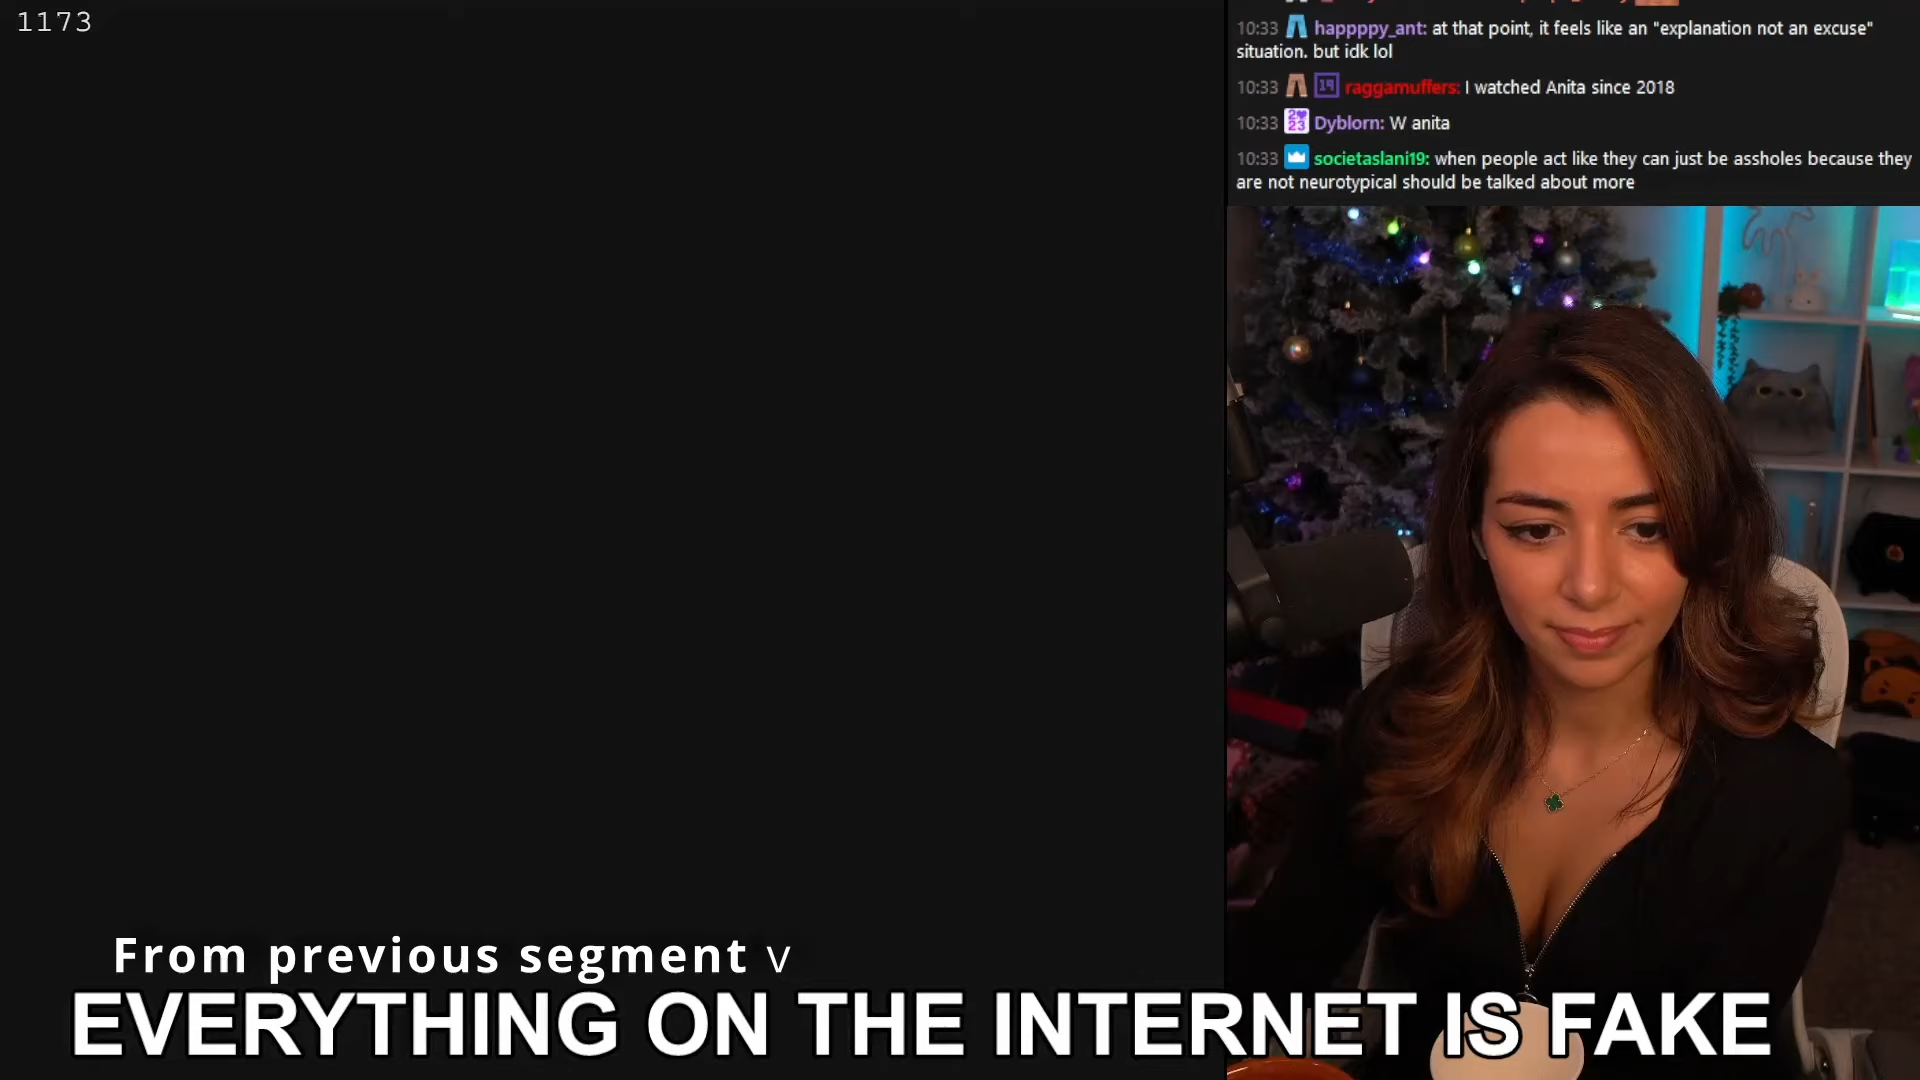 1173
10:33 happppy_ant: at that point, it feels like an "explanation not an excuse"
situation. but idk lol
10:33 19 raggamuffers: I watched Anita since 2018
10:33 Dyblorn: W anita
10:33 societaslani19: when people act like they can just be assholes because they
are not neurotypical should be talked about more
From previous segment v
EVERYTHING ON THE INTERNET IS FAKE